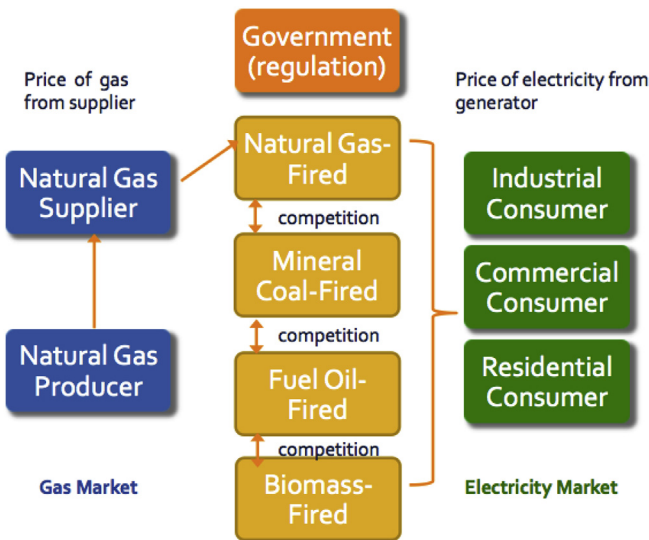 Government
(regulation)
Price of gas
from supplier
Price of electricity from
generator
Natural Gas
Supplier
Natural Gas
Producer
Gas Market
Natural Gas-
Fired
competition
Mineral
Coal-Fired
competition
Fuel Oil-
Fired
competition
Biomass-
Fired
Industrial
Consumer
Commercial
Consumer
Residential
Consumer
Electricity Market